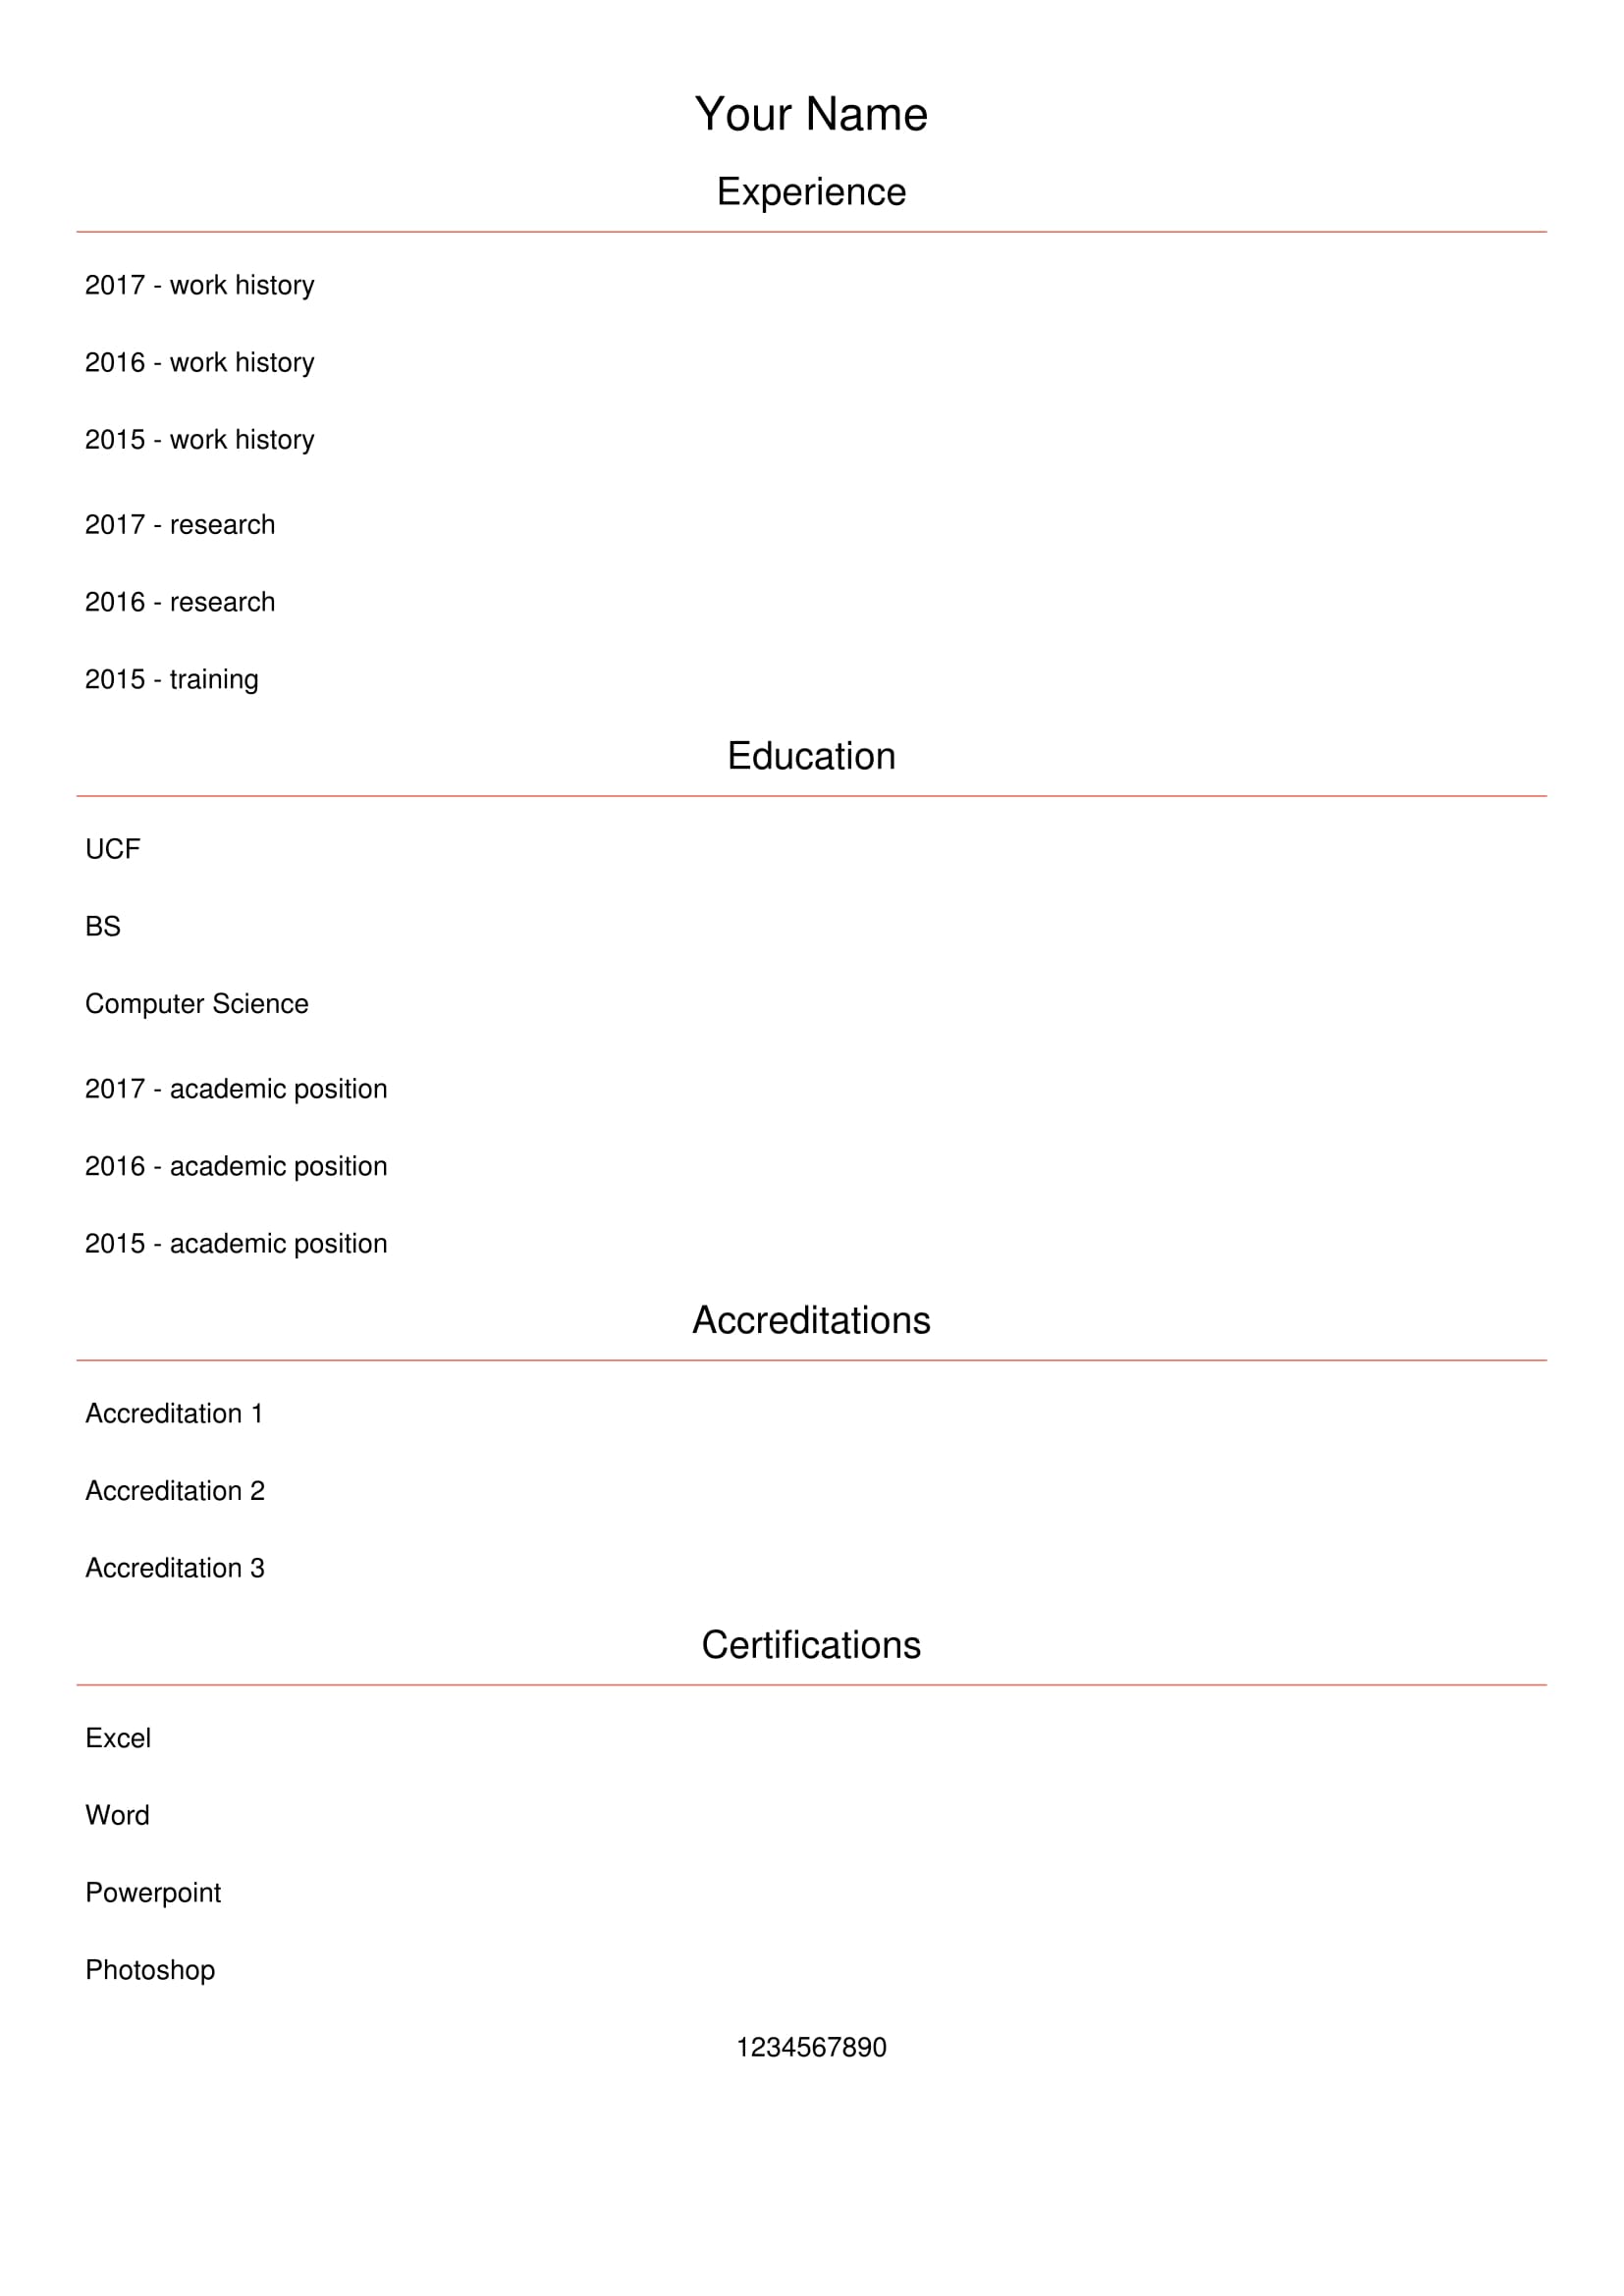 Your Name
Experience
2017 - work history
2016 - work history
2015 - work history
2017 - research
2016 - research
2015 - training
Education
UCF
BS
Computer Science
2017 - academic position
2016 - academic position
2015 - academic position
Accreditations
Accreditation 1
Accreditation 2
Accreditation 3
Certifications
Excel
Word
Powerpoint
Photoshop
1234567890